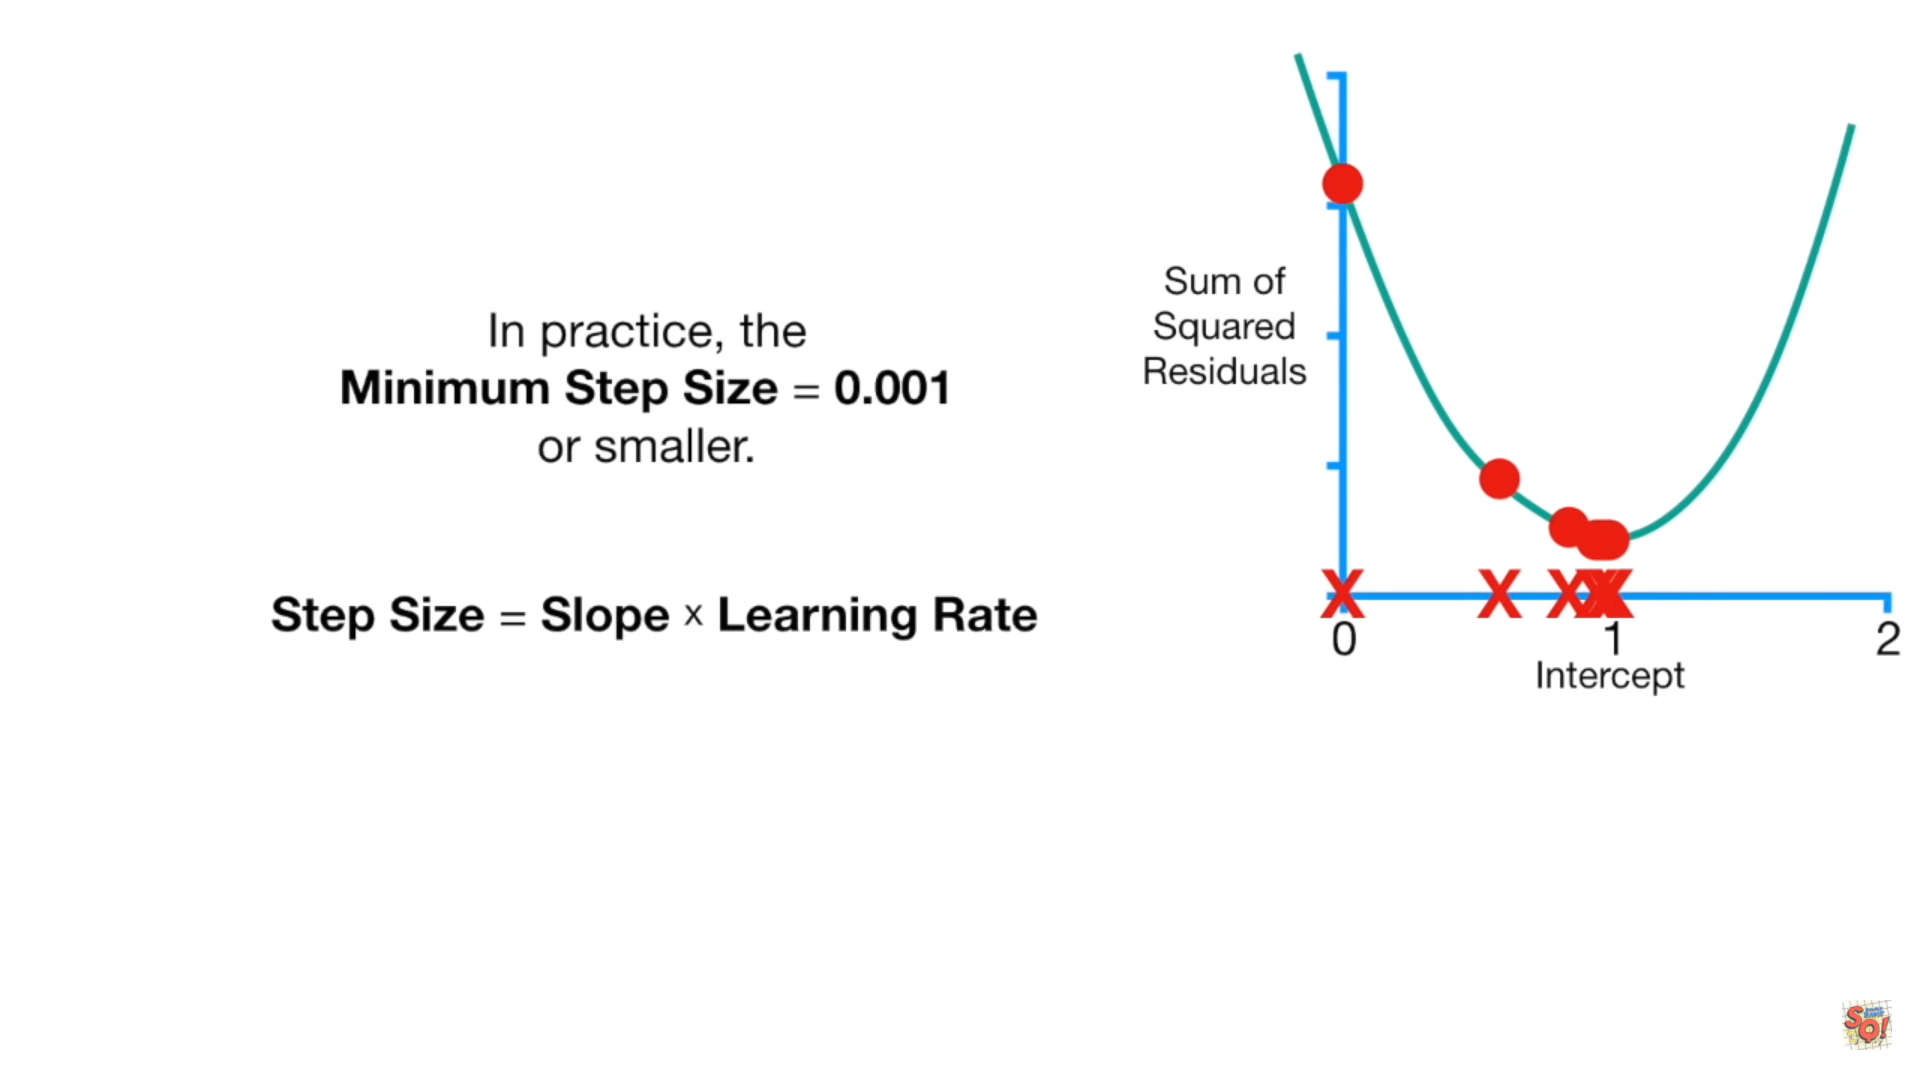 In practice, the
Minimum Step Size = 0.001
or smaller.
Step Size = Slope x Learning Rate
Sum of
Squared
Residuals
X X X X X X
0 1 2
Intercept
SQ!